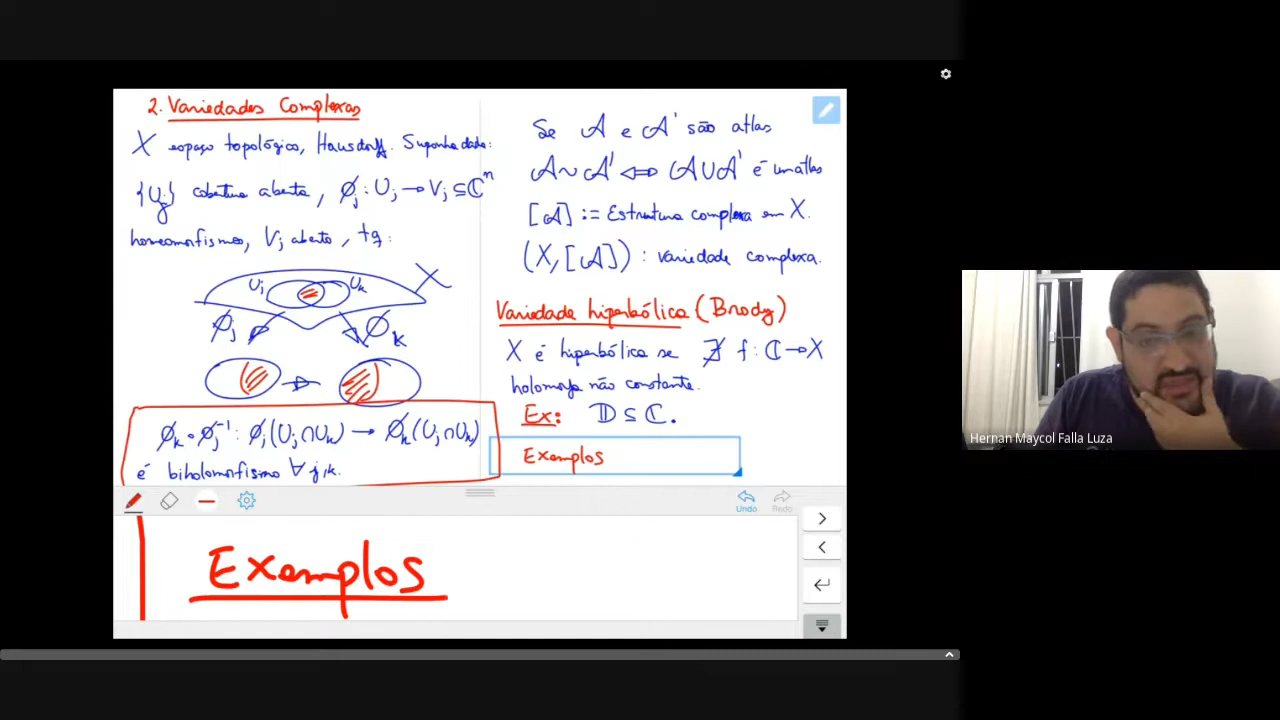 2. Variedades Complexas
X espaço topológico, Hausdorff. Suponha dado:
{Uj} cobertura aberta, ϕj : Uj → Vj ⊆ ℂⁿ
homeomorfismo, Vj aberto, tq:
Uj Uk X
ϕj ϕk
ϕk ∘ ϕj⁻¹ : ϕj(Uj ∩ Uk) → ϕk(Uj ∩ Uk)
é biholomorfismo ∀ j,k.
Se 𝒜 e 𝒜' são atlas
𝒜 ~ 𝒜' ⟺ 𝒜 ∪ 𝒜' é um atlas
[𝒜] := Estrutura complexa em X.
(X, [𝒜]) : variedade complexa.
Variedade hiperbólica (Brody)
X é hiperbólica se ∄ f : ℂ → X
holomorfa não constante.
Ex: 𝔻 ⊆ ℂ.
Exemplos
Undo Redo
Exemplos
Hernan Maycol Falla Luza